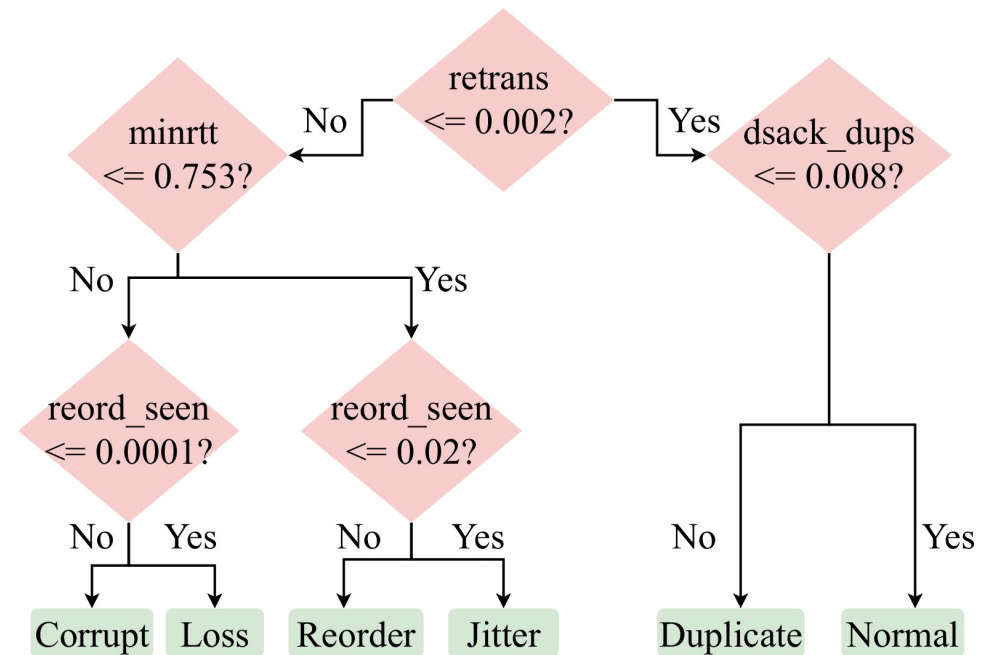 retrans
<= 0.002?
No
Yes
minrtt
<= 0.753?
dsack_dups
<= 0.008?
No
Yes
reord_seen
<= 0.0001?
reord_seen
<= 0.02?
No
Yes
No
Yes
No
Yes
Corrupt
Loss
Reorder
Jitter
Duplicate
Normal